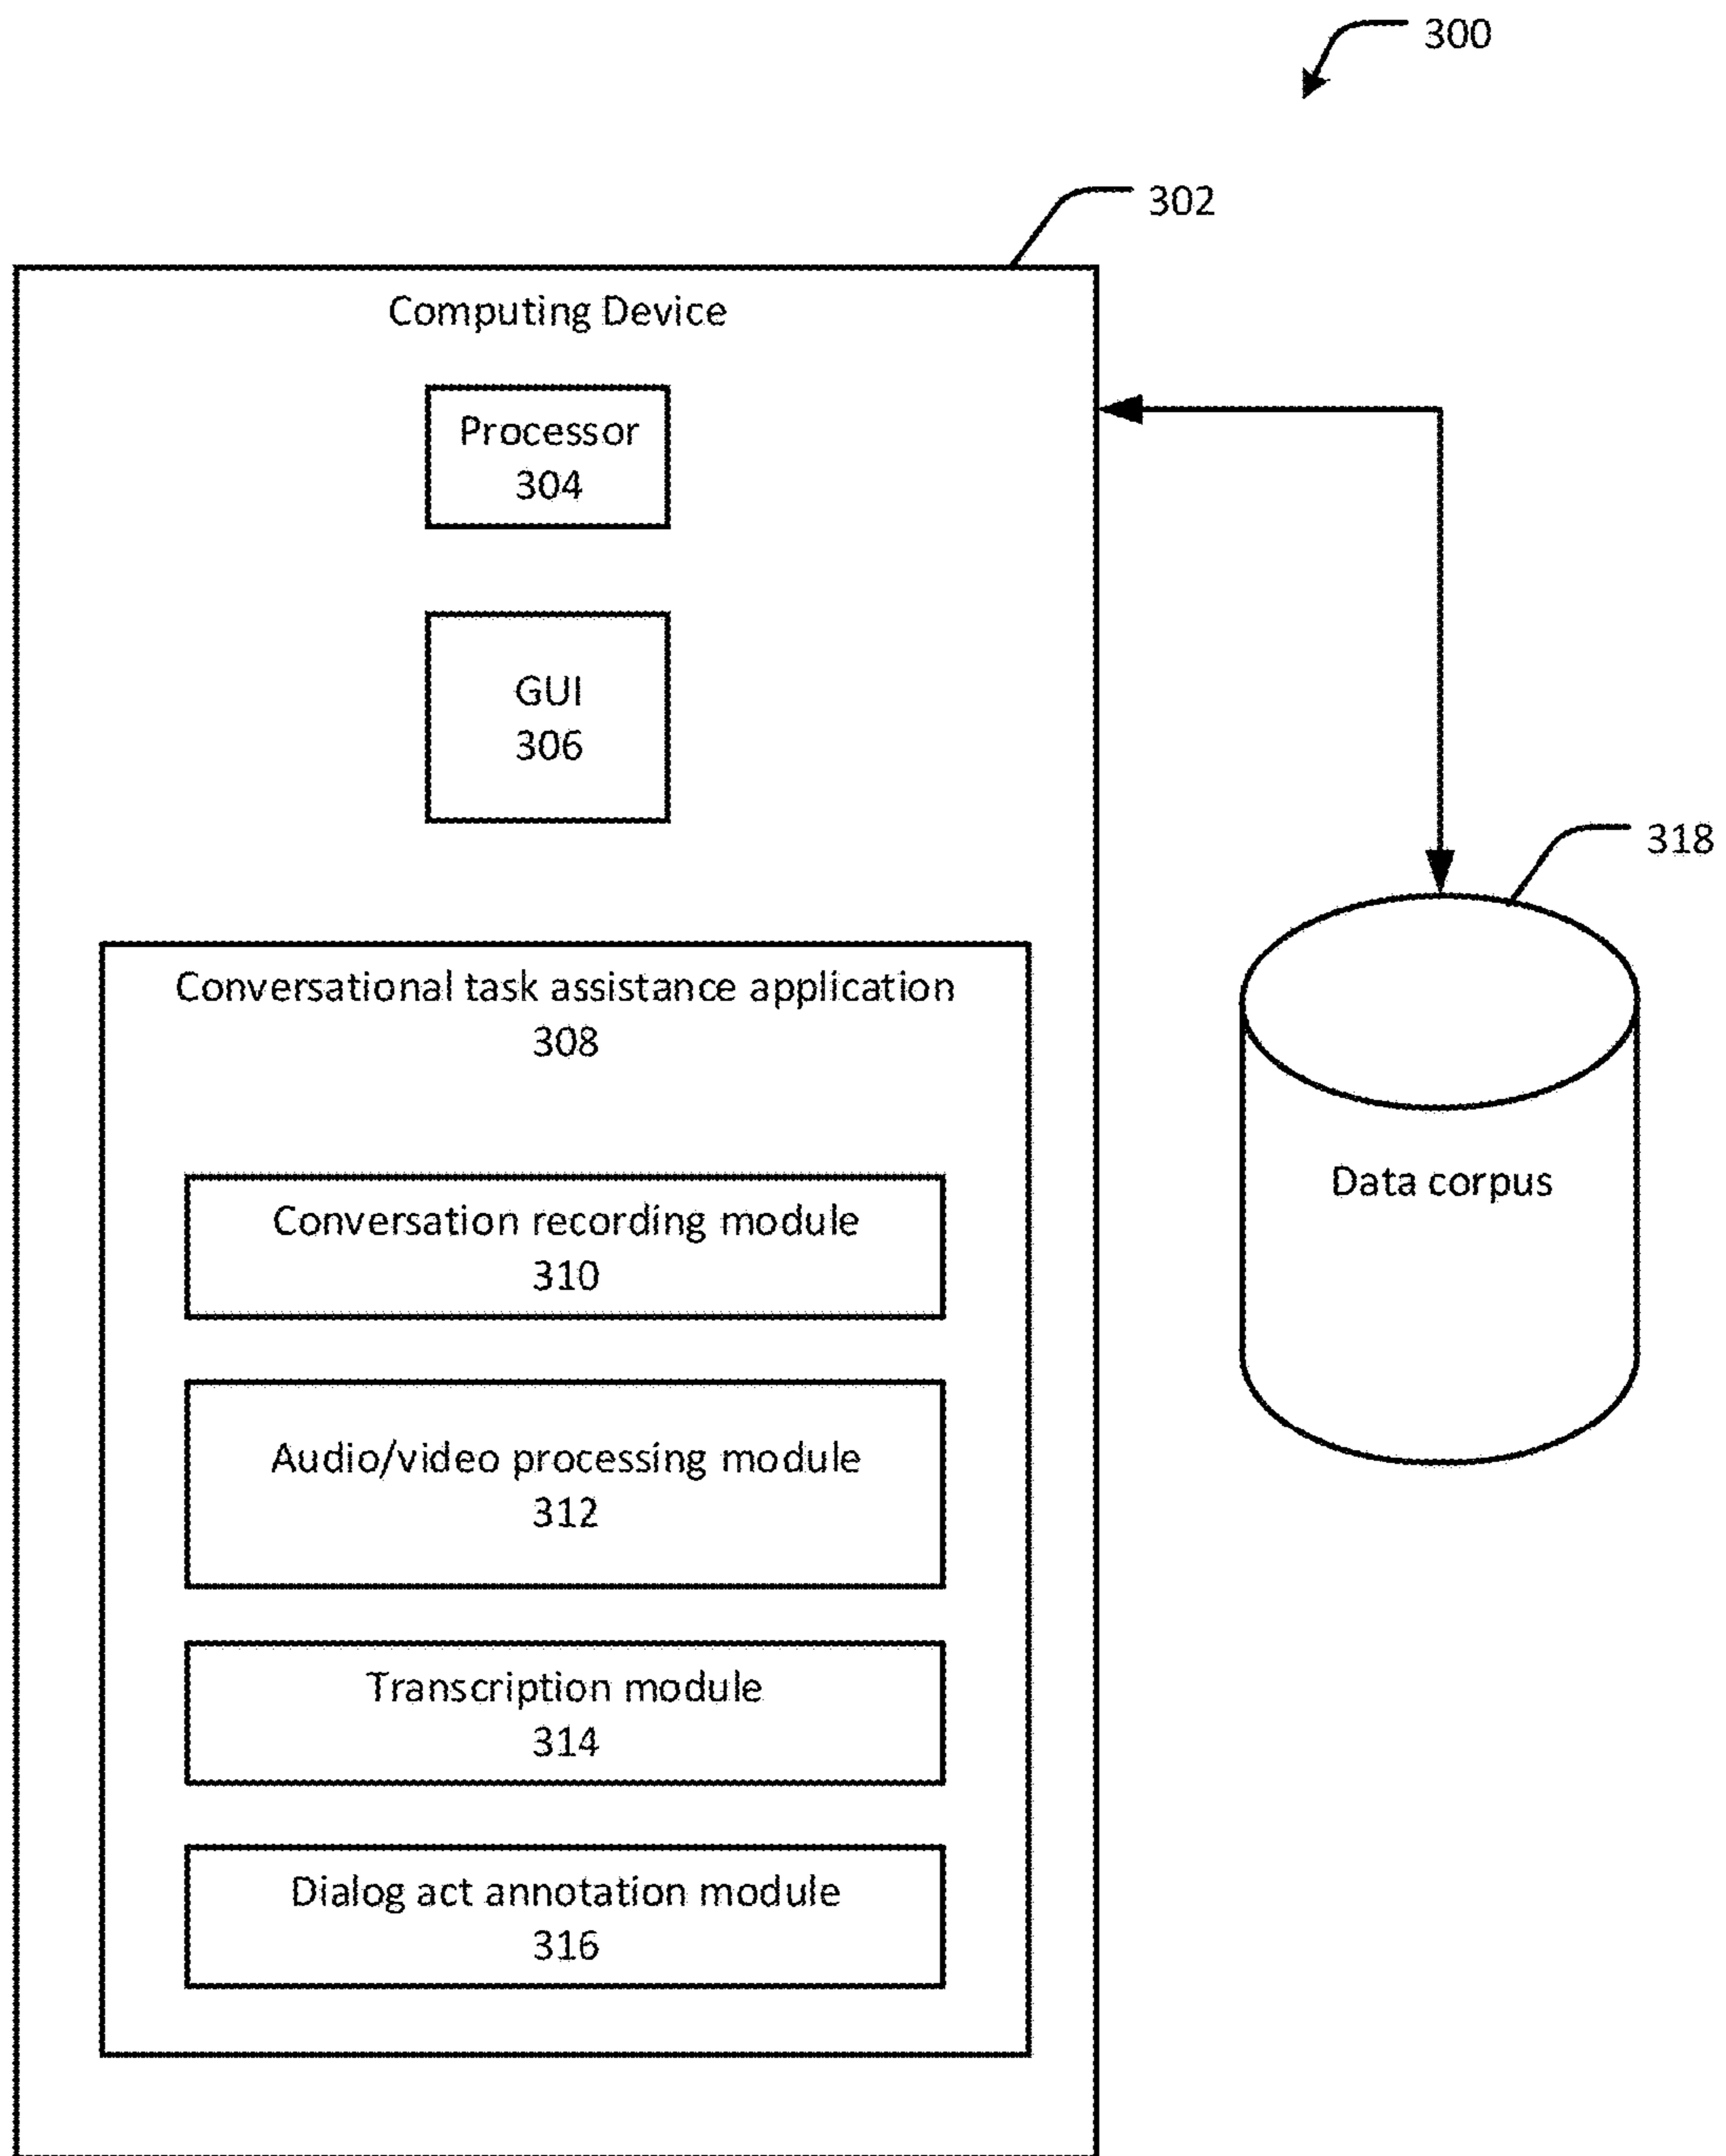 300
302
Computing Device
Processor
304
GUI
306
318
Conversational task assistance application
308
Data corpus
Conversation recording module
310
Audio/video processing module
312
Transcription module
314
Dialog act annotation module
316